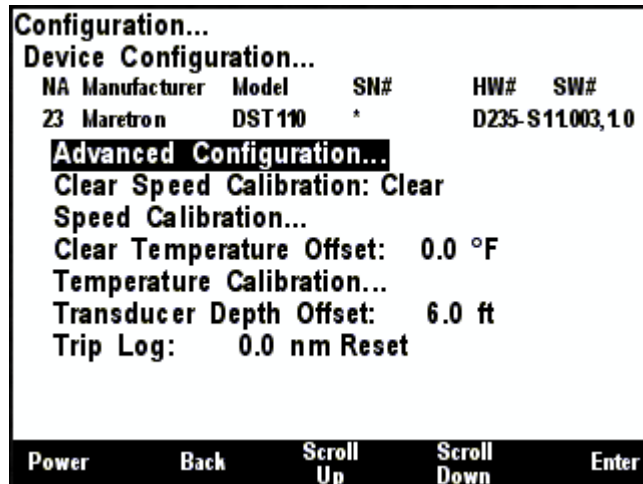 Configuration...
Device Configuration...
NA Manufacturer Model SN# HW# SW#
23 Maretron DST110 * D235-S11.003,1.0
Advanced Configuration...
Clear Speed Calibration: Clear
Speed Calibration...
Clear Temperature Offset: 0.0 °F
Temperature Calibration...
Transducer Depth Offset: 6.0 ft
Trip Log: 0.0 nm Reset
Power Back Scroll Up Scroll Down Enter